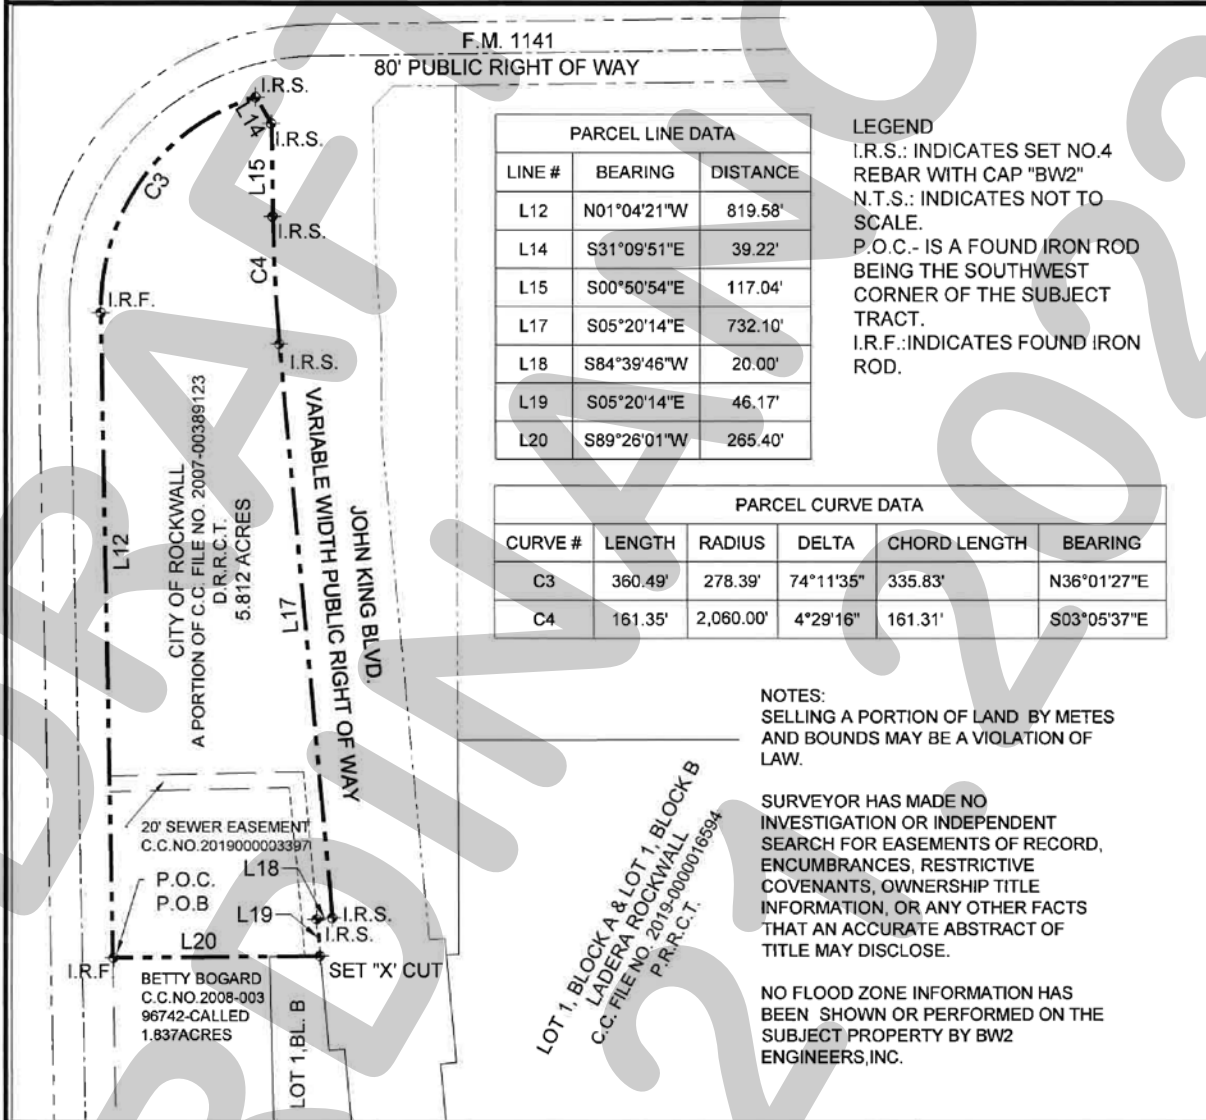 F.M. 1141
80' PUBLIC RIGHT OF WAY
I.R.S.
L14
I.R.S.
C3
L15
I.R.S.
C4
I.R.F.
I.R.S.
L12
CITY OF ROCKWALL
A PORTION OF C.C. FILE NO. 2007-00389123
D.R.R.C.T.
5.812 ACRES
L17
VARIABLE WIDTH PUBLIC RIGHT OF WAY
JOHN KING BLVD.
20' SEWER EASEMENT
C.C.NO.2019000003397
P.O.C.
P.O.B
L18
L19
I.R.S.
I.R.S.
L20
I.R.F
SET "X' CUT
BETTY BOGARD
C.C.NO.2008-003
96742-CALLED
1.837ACRES
LOT 1,BL. B
LOT 1, BLOCK A & LOT 1, BLOCK B
LADERA ROCKWALL
C.C. FILE NO. 2019-0000016594
P.R.R.C.T.
PARCEL LINE DATA
LINE # BEARING DISTANCE
L12 N01°04'21"W 819.58'
L14 S31°09'51"E 39.22'
L15 S00°50'54"E 117.04'
L17 S05°20'14"E 732.10'
L18 S84°39'46"W 20.00'
L19 S05°20'14"E 46.17'
L20 S89°26'01"W 265.40'
LEGEND
I.R.S.: INDICATES SET NO.4
REBAR WITH CAP "BW2"
N.T.S.: INDICATES NOT TO
SCALE.
P.O.C.- IS A FOUND IRON ROD
BEING THE SOUTHWEST
CORNER OF THE SUBJECT
TRACT.
I.R.F.:INDICATES FOUND IRON
ROD.
PARCEL CURVE DATA
CURVE # LENGTH RADIUS DELTA CHORD LENGTH BEARING
C3 360.49' 278.39' 74°11'35" 335.83' N36°01'27"E
C4 161.35' 2,060.00' 4°29'16" 161.31' S03°05'37"E
NOTES:
SELLING A PORTION OF LAND BY METES
AND BOUNDS MAY BE A VIOLATION OF
LAW.
SURVEYOR HAS MADE NO
INVESTIGATION OR INDEPENDENT
SEARCH FOR EASEMENTS OF RECORD,
ENCUMBRANCES, RESTRICTIVE
COVENANTS, OWNERSHIP TITLE
INFORMATION, OR ANY OTHER FACTS
THAT AN ACCURATE ABSTRACT OF
TITLE MAY DISCLOSE.
NO FLOOD ZONE INFORMATION HAS
BEEN SHOWN OR PERFORMED ON THE
SUBJECT PROPERTY BY BW2
ENGINEERS,INC.